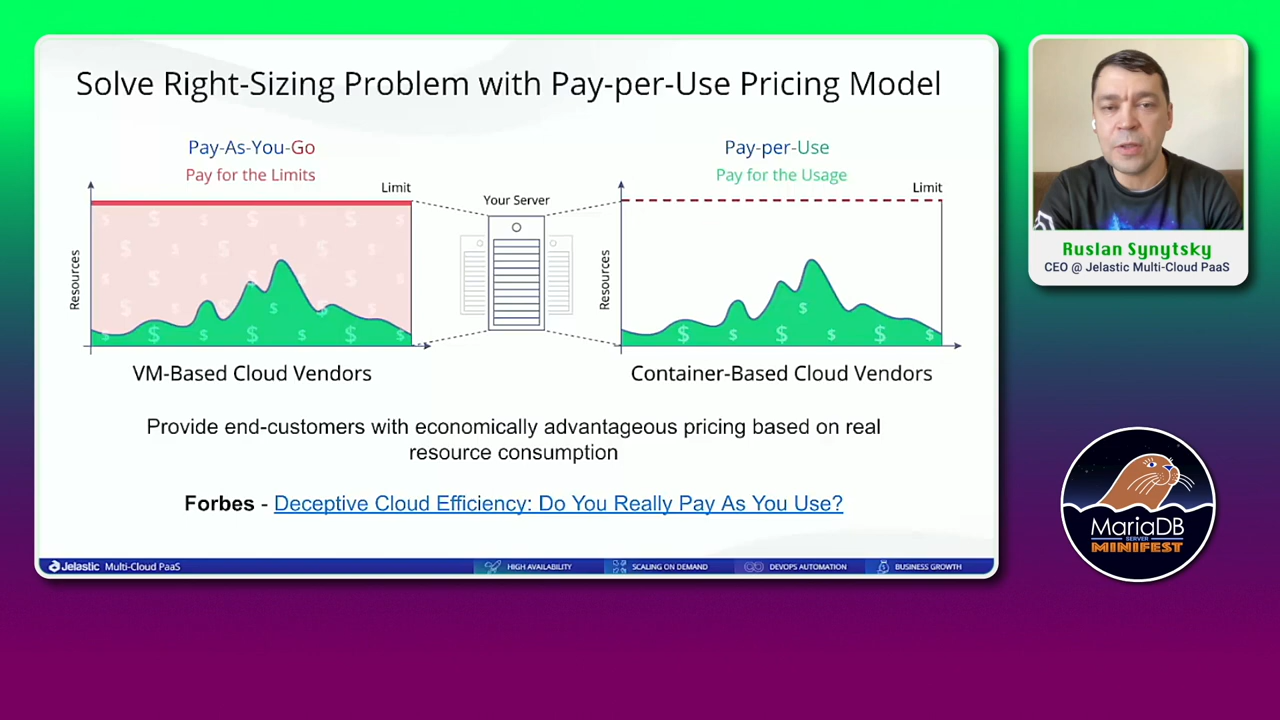 Solve Right-Sizing Problem with Pay-per-Use Pricing Model
Pay-As-You-Go
Pay for the Limits
Limit
Resources
VM-Based Cloud Vendors
Your Server
Pay-per-Use
Pay for the Usage
Limit
Resources
Container-Based Cloud Vendors
Provide end-customers with economically advantageous pricing based on real
resource consumption
Forbes - Deceptive Cloud Efficiency: Do You Really Pay As You Use?
Jelastic Multi-Cloud PaaS
HIGH AVAILABILITY
SCALING ON DEMAND
DEVOPS AUTOMATION
BUSINESS GROWTH
Ruslan Synytsky
CEO @ Jelastic Multi-Cloud PaaS
MariaDB
SERVER
MINIFEST